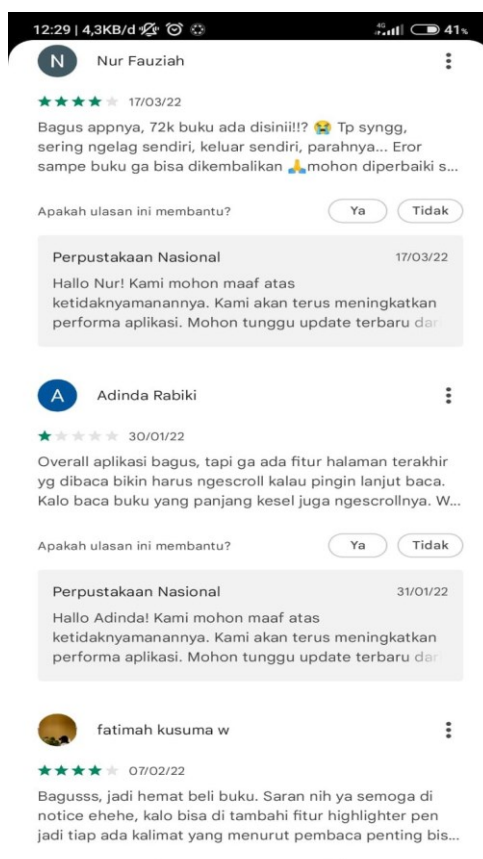 12:29 | 4,3KB/d 4G 41%
N Nur Fauziah
17/03/22
Bagus appnya, 72k buku ada disinii!!? 😭 Tp syngg,
sering ngelag sendiri, keluar sendiri, parahnya... Eror
sampe buku ga bisa dikembalikan 🙏mohon diperbaiki s...
Apakah ulasan ini membantu? Ya Tidak
Perpustakaan Nasional 17/03/22
Hallo Nur! Kami mohon maaf atas
ketidaknyamanannya. Kami akan terus meningkatkan
performa aplikasi. Mohon tunggu update terbaru dari
A Adinda Rabiki
30/01/22
Overall aplikasi bagus, tapi ga ada fitur halaman terakhir
yg dibaca bikin harus ngescroll kalau pingin lanjut baca.
Kalo baca buku yang panjang kesel juga ngescrollnya. W...
Apakah ulasan ini membantu? Ya Tidak
Perpustakaan Nasional 31/01/22
Hallo Adinda! Kami mohon maaf atas
ketidaknyamanannya. Kami akan terus meningkatkan
performa aplikasi. Mohon tunggu update terbaru dari
fatimah kusuma w
07/02/22
Bagusss, jadi hemat beli buku. Saran nih ya semoga di
notice ehehe, kalo bisa di tambahi fitur highlighter pen
jadi tiap ada kalimat yang menurut pembaca penting bis...